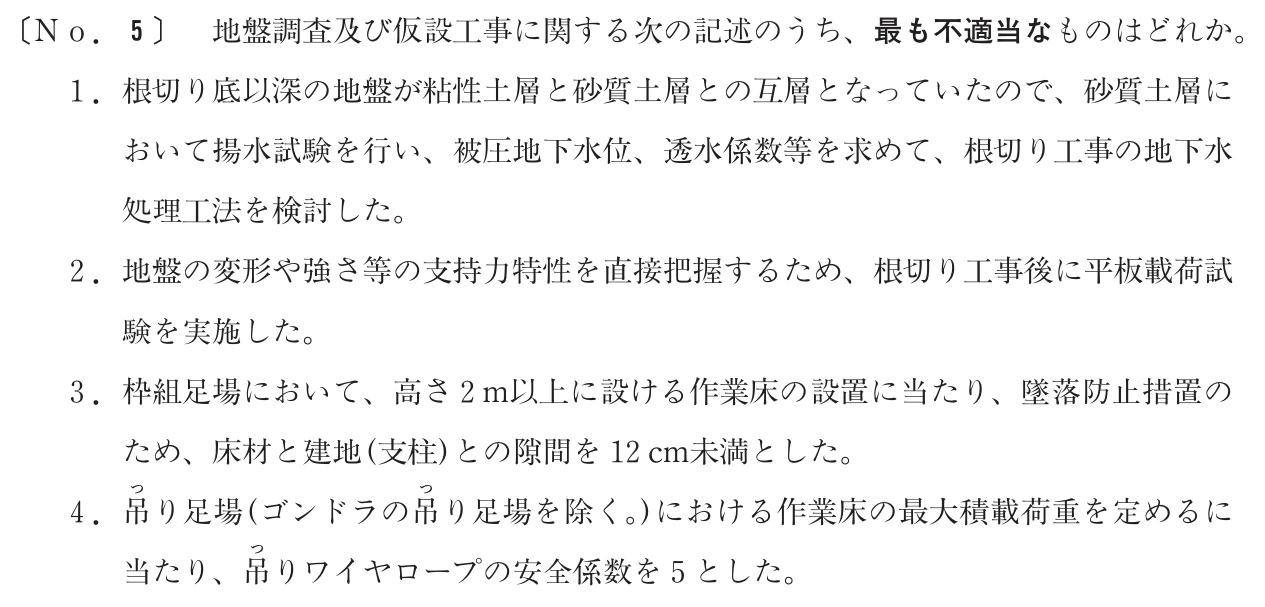 〔No. 5〕 地盤調査及び仮設工事に関する次の記述のうち、最も不適当なものはどれか。
1．根切り底以深の地盤が粘性土層と砂質土層との互層となっていたので、砂質土層に
おいて揚水試験を行い、被圧地下水位、透水係数等を求めて、根切り工事の地下水
処理工法を検討した。
2．地盤の変形や強さ等の支持力特性を直接把握するため、根切り工事後に平板載荷試
験を実施した。
3．枠組足場において、高さ2m以上に設ける作業床の設置に当たり、墜落防止措置の
ため、床材と建地(支柱)との隙間を12cm未満とした。
4．吊り足場(ゴンドラの吊り足場を除く。)における作業床の最大積載荷重を定めるに
当たり、吊りワイヤロープの安全係数を5とした。